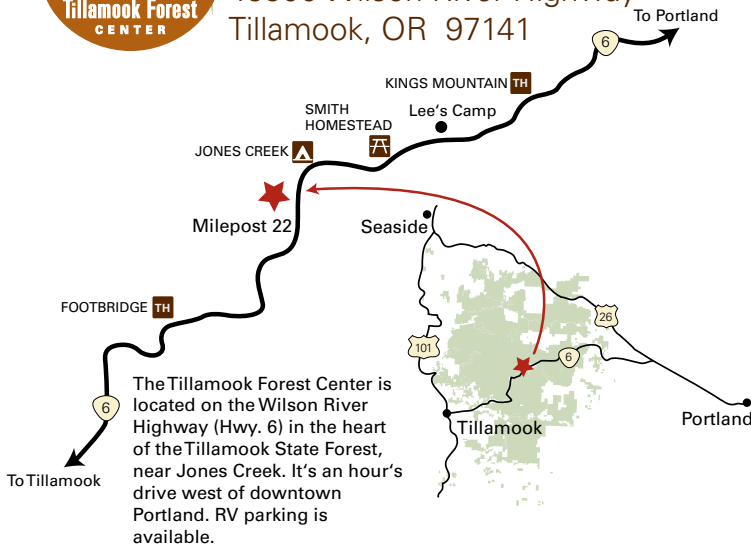 Tillamook Forest
CENTER
Wilson River Highway
Tillamook, OR 97141
To Portland
6
KINGS MOUNTAIN TH
SMITH
HOMESTEAD
Lee's Camp
JONES CREEK
Milepost 22
Seaside
FOOTBRIDGE TH
26
101
6
6
The Tillamook Forest Center is
located on the Wilson River
Highway (Hwy. 6) in the heart
of the Tillamook State Forest,
near Jones Creek. It's an hour's
drive west of downtown
Portland. RV parking is
available.
Tillamook
Portland
To Tillamook